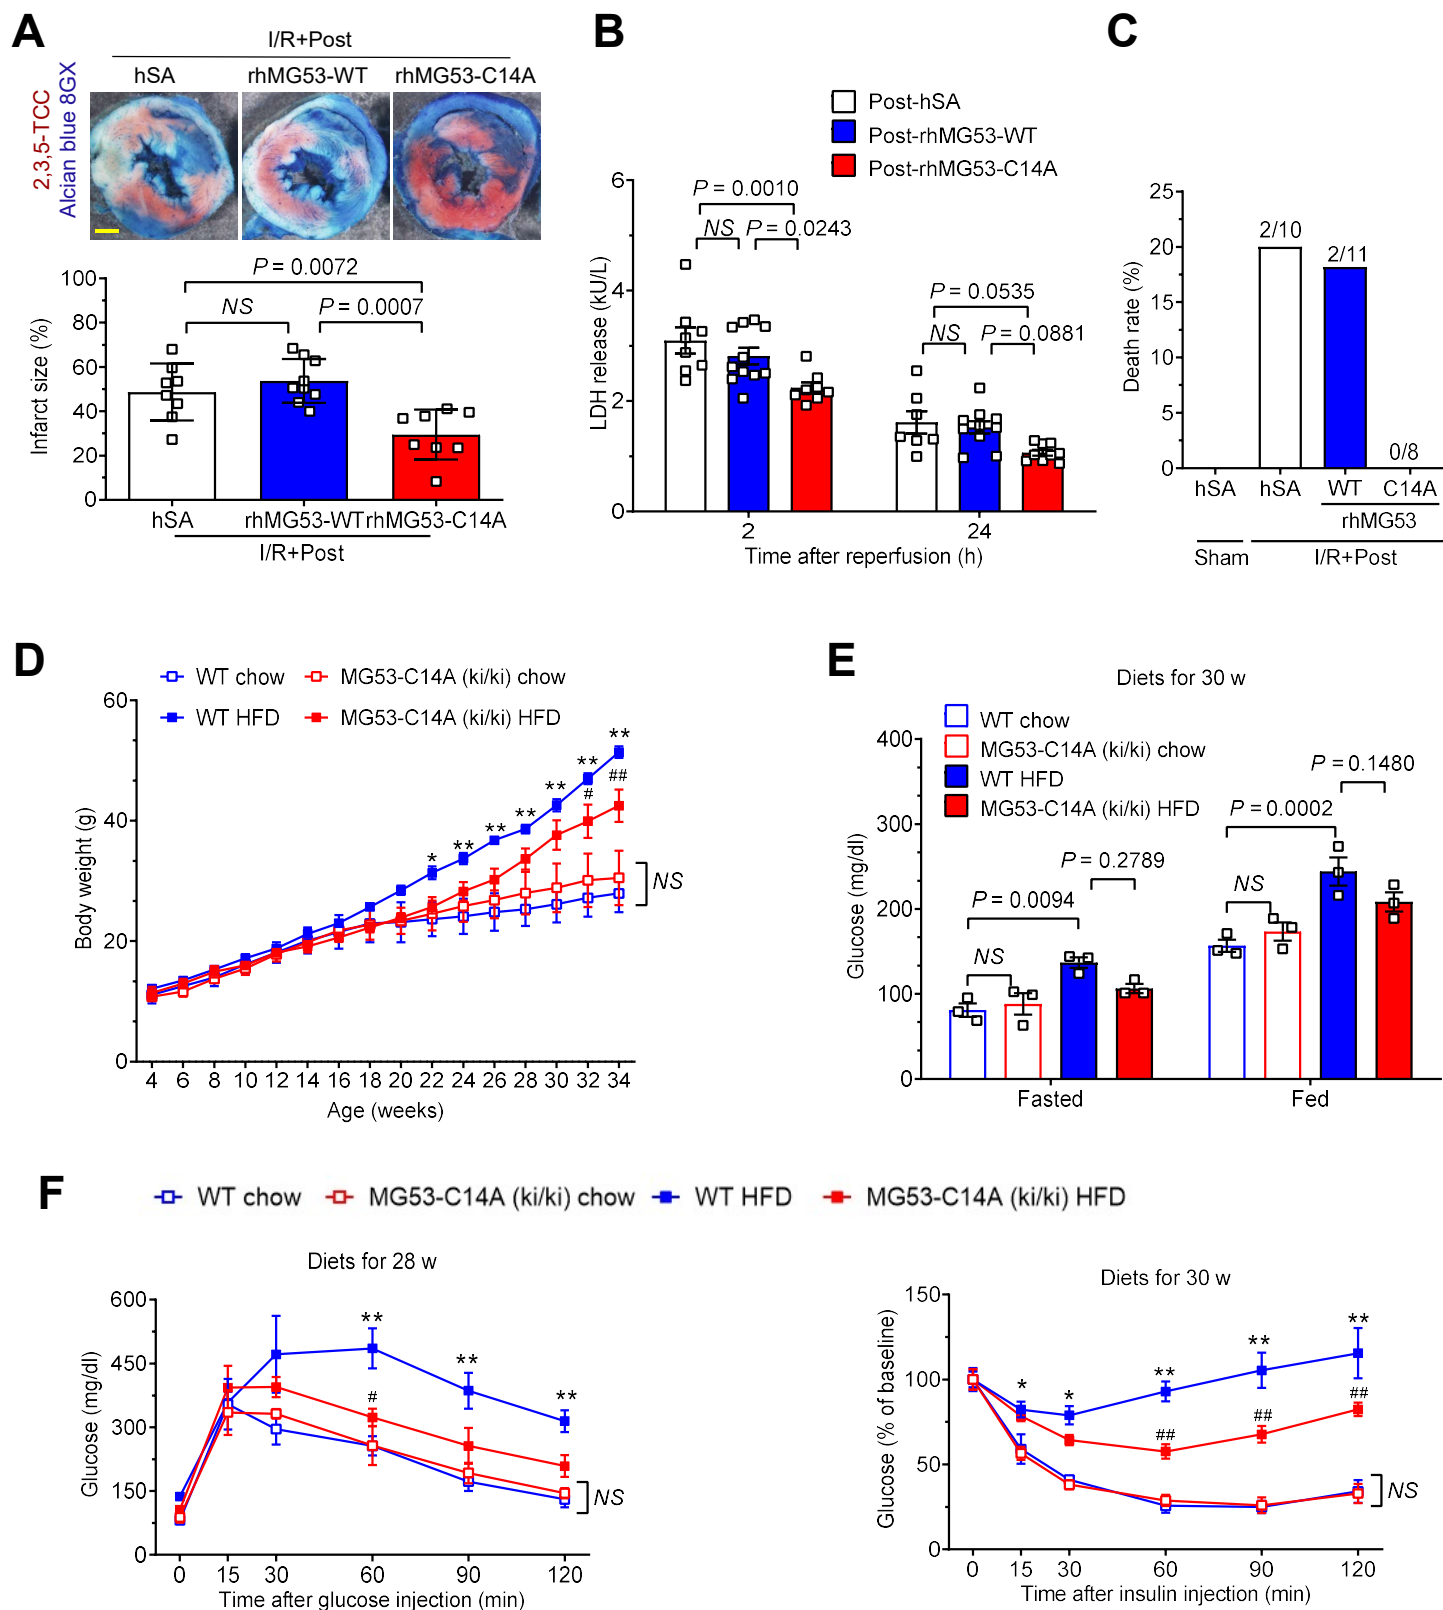 A
I/R+Post
hSA rhMG53-WT rhMG53-C14A
2,3,5-TCC
Alcian blue 8GX
P = 0.0072
NS P = 0.0007
Infarct size (%)
100
80
60
40
20
0
hSA rhMG53-WT rhMG53-C14A
I/R+Post
B
Post-hSA
Post-rhMG53-WT
Post-rhMG53-C14A
P = 0.0010
NS P = 0.0243
P = 0.0535
NS P = 0.0881
LDH release (kU/L)
6
4
2
0
2 24
Time after reperfusion (h)
C
Death rate (%)
25
20
15
10
5
0
2/10
2/11
0/8
hSA hSA WT C14A
rhMG53
Sham I/R+Post
D
WT chow MG53-C14A (ki/ki) chow
WT HFD MG53-C14A (ki/ki) HFD
Body weight (g)
60
40
20
0
* ** ** ** ** ** **
# ##
NS
4 6 8 10 12 14 16 18 20 22 24 26 28 30 32 34
Age (weeks)
E
Diets for 30 w
WT chow
MG53-C14A (ki/ki) chow
WT HFD
MG53-C14A (ki/ki) HFD
Glucose (mg/dl)
400
300
200
100
0
P = 0.1480
P = 0.0002
P = 0.2789
NS
P = 0.0094
NS
Fasted Fed
F
WT chow MG53-C14A (ki/ki) chow WT HFD MG53-C14A (ki/ki) HFD
Diets for 28 w
Glucose (mg/dl)
600
450
300
150
0
** ** **
#
NS
0 15 30 60 90 120
Time after glucose injection (min)
Diets for 30 w
Glucose (% of baseline)
150
100
50
0
* * ** ** **
## ## ##
NS
0 15 30 60 90 120
Time after insulin injection (min)